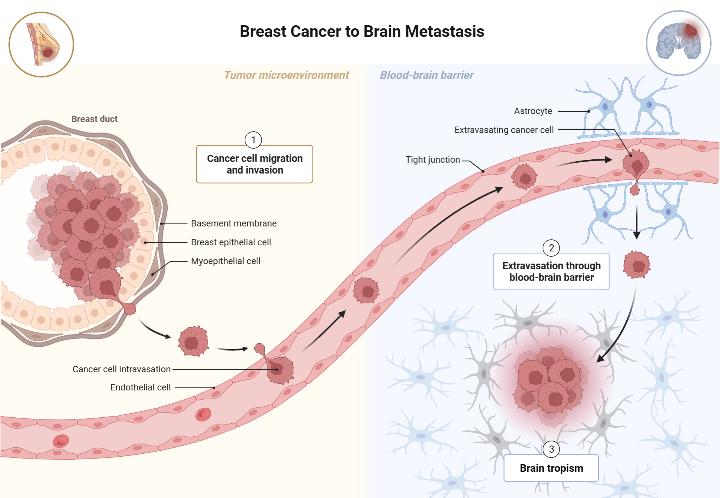 Breast Cancer to Brain Metastasis
Tumor microenvironment
Blood-brain barrier
Breast duct
1
Cancer cell migration
and invasion
Basement membrane
Breast epithelial cell
Myoepithelial cell
Cancer cell intravasation
Endothelial cell
Astrocyte
Extravasating cancer cell
Tight junction
2
Extravasation through
blood-brain barrier
3
Brain tropism